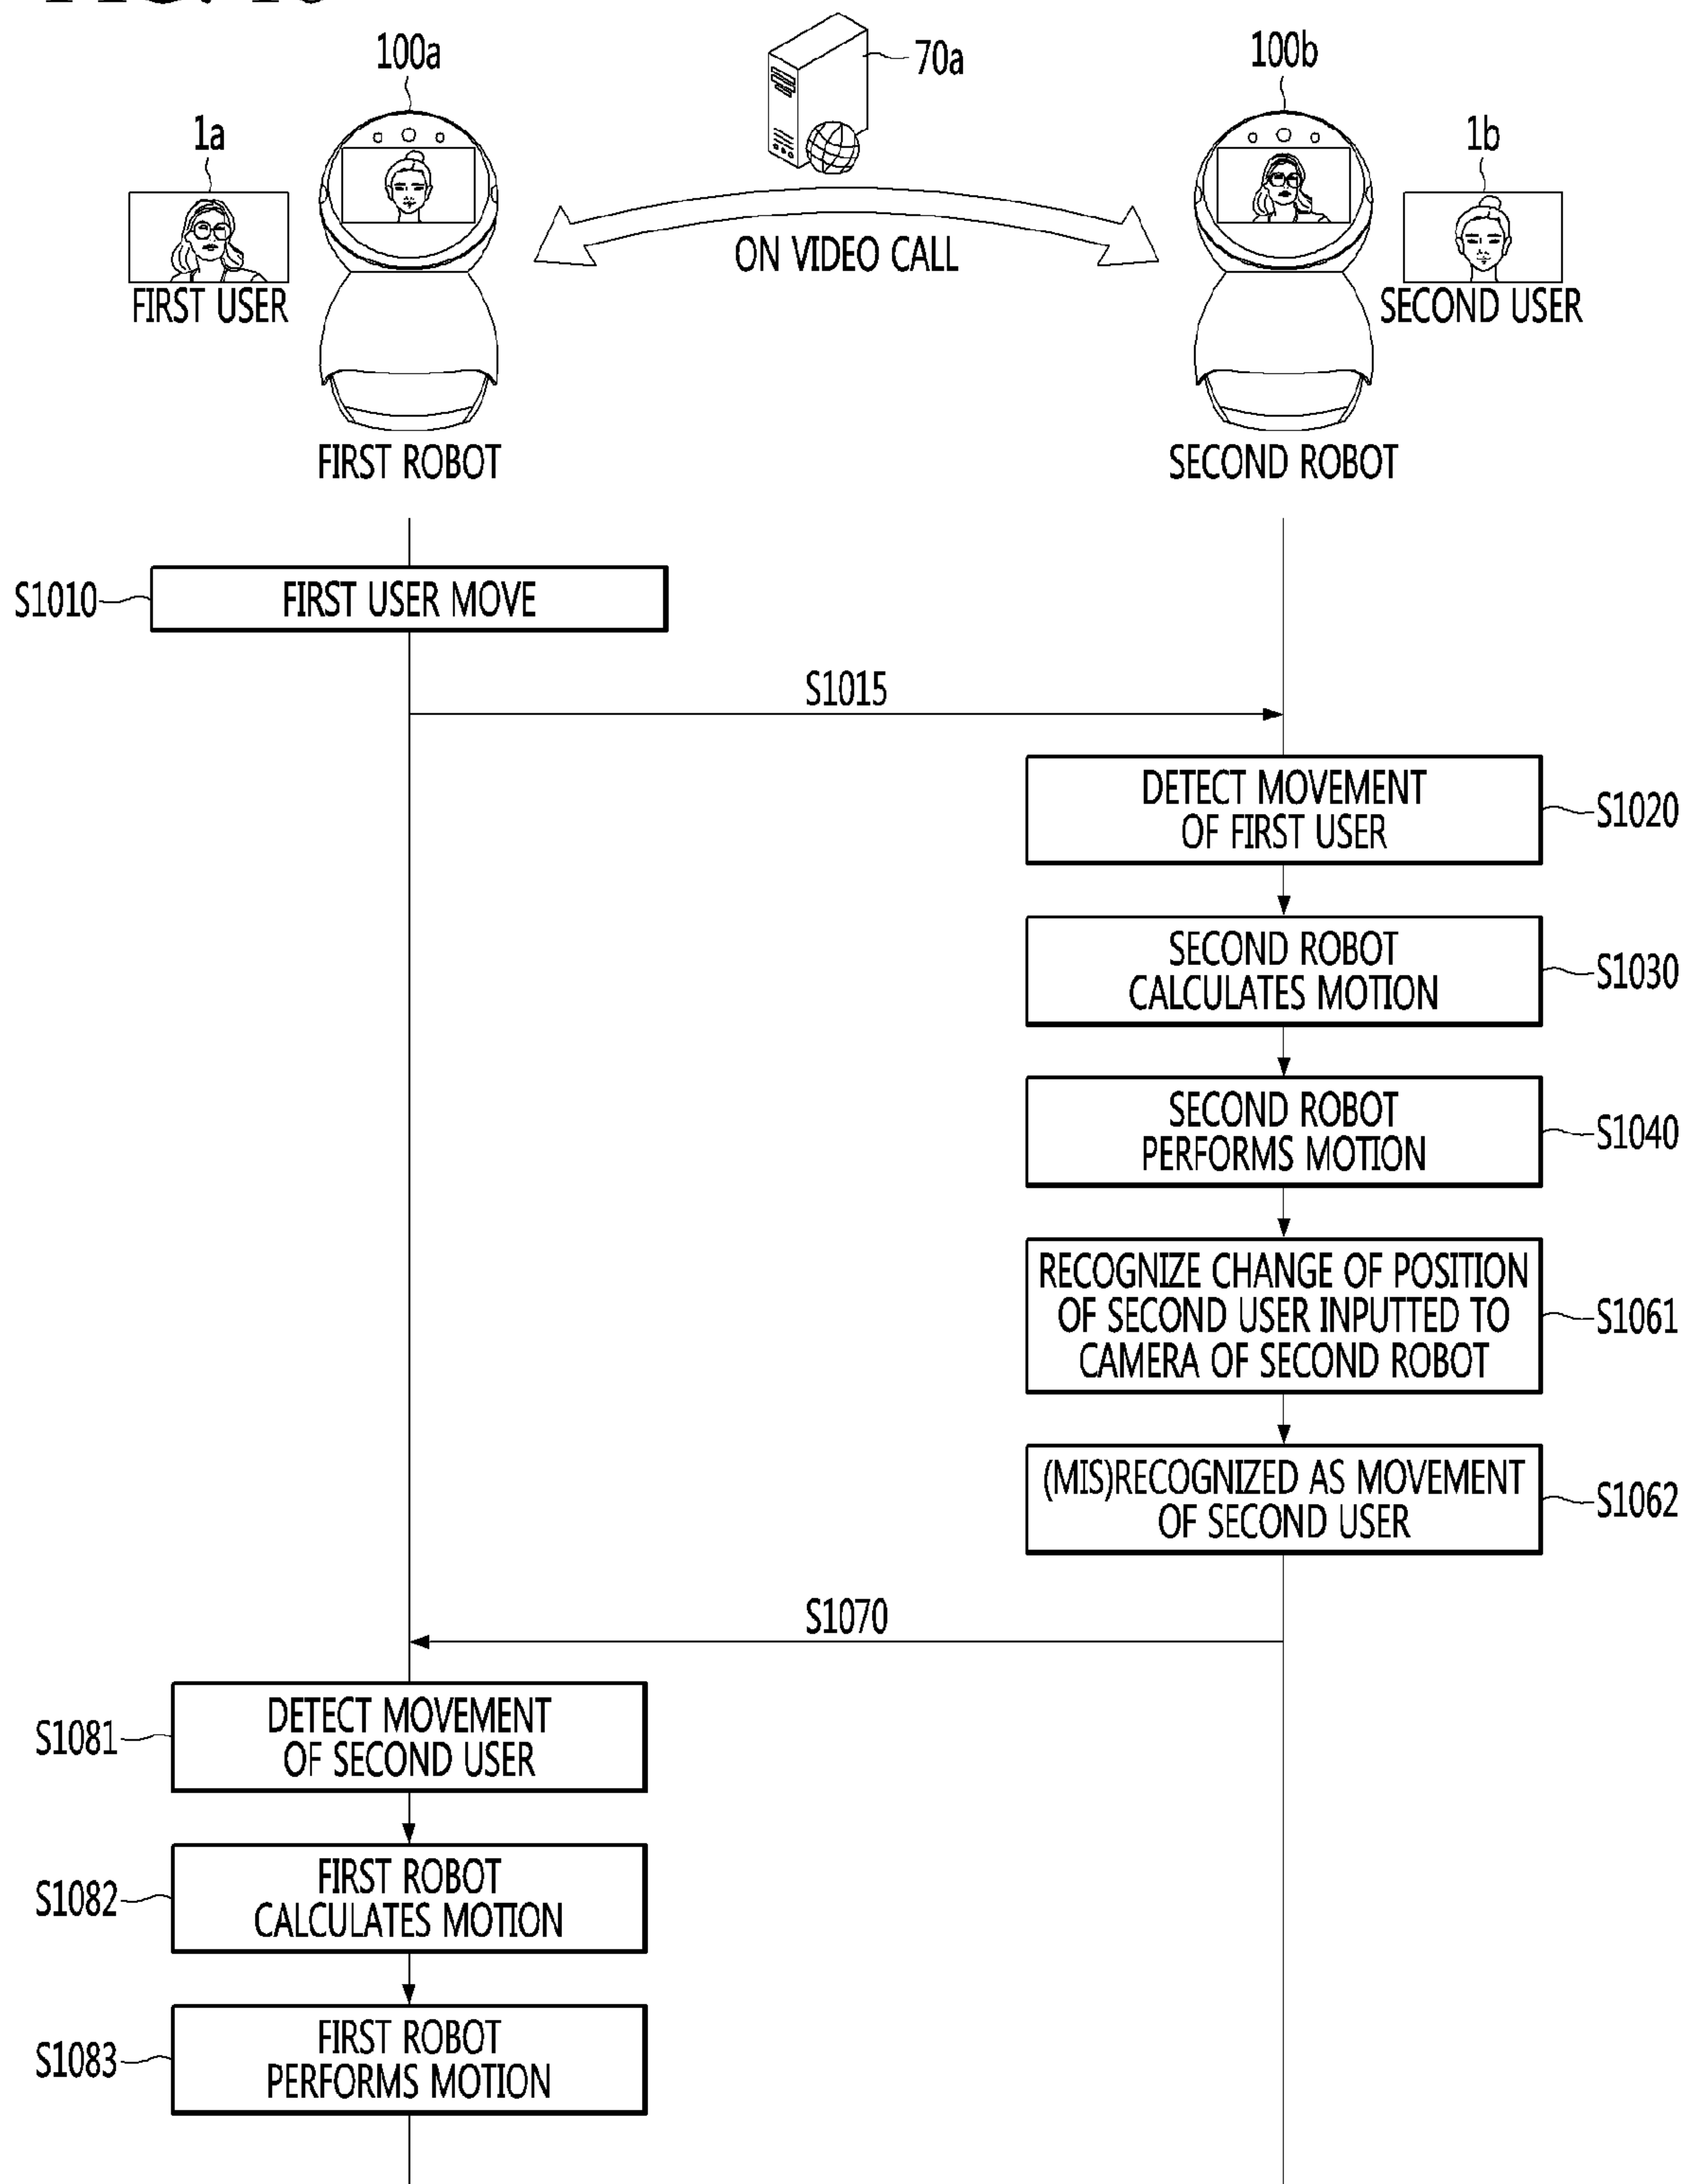 100a
70a
100b
1a
1b
ON VIDEO CALL
FIRST USER
SECOND USER
FIRST ROBOT
SECOND ROBOT
S1010
FIRST USER MOVE
S1015
DETECT MOVEMENT
OF FIRST USER
S1020
SECOND ROBOT
CALCULATES MOTION
S1030
SECOND ROBOT
PERFORMS MOTION
S1040
RECOGNIZE CHANGE OF POSITION
OF SECOND USER INPUTTED TO
CAMERA OF SECOND ROBOT
S1061
(MIS)RECOGNIZED AS MOVEMENT
OF SECOND USER
S1062
S1070
S1081
DETECT MOVEMENT
OF SECOND USER
S1082
FIRST ROBOT
CALCULATES MOTION
S1083
FIRST ROBOT
PERFORMS MOTION